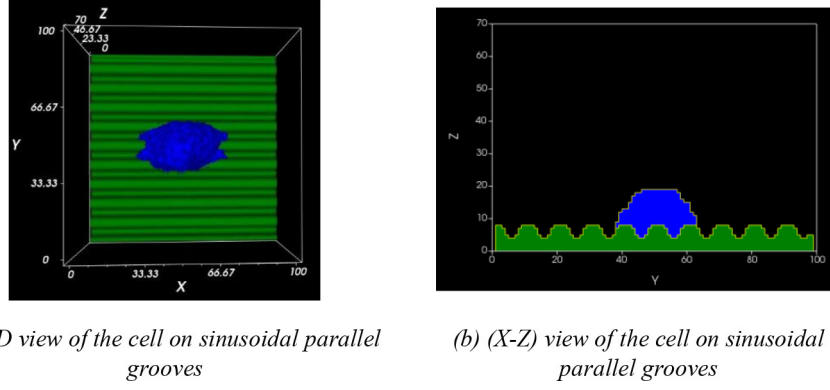 Z
70
46.67
23.33
0
100
66.67
Y
33.33
0
0 33.33 66.67 100
X
70
60
50
Z
40
30
20
10
0
0 20 40 60 80 100
Y
D view of the cell on sinusoidal parallel
grooves
(b) (X-Z) view of the cell on sinusoidal
parallel grooves